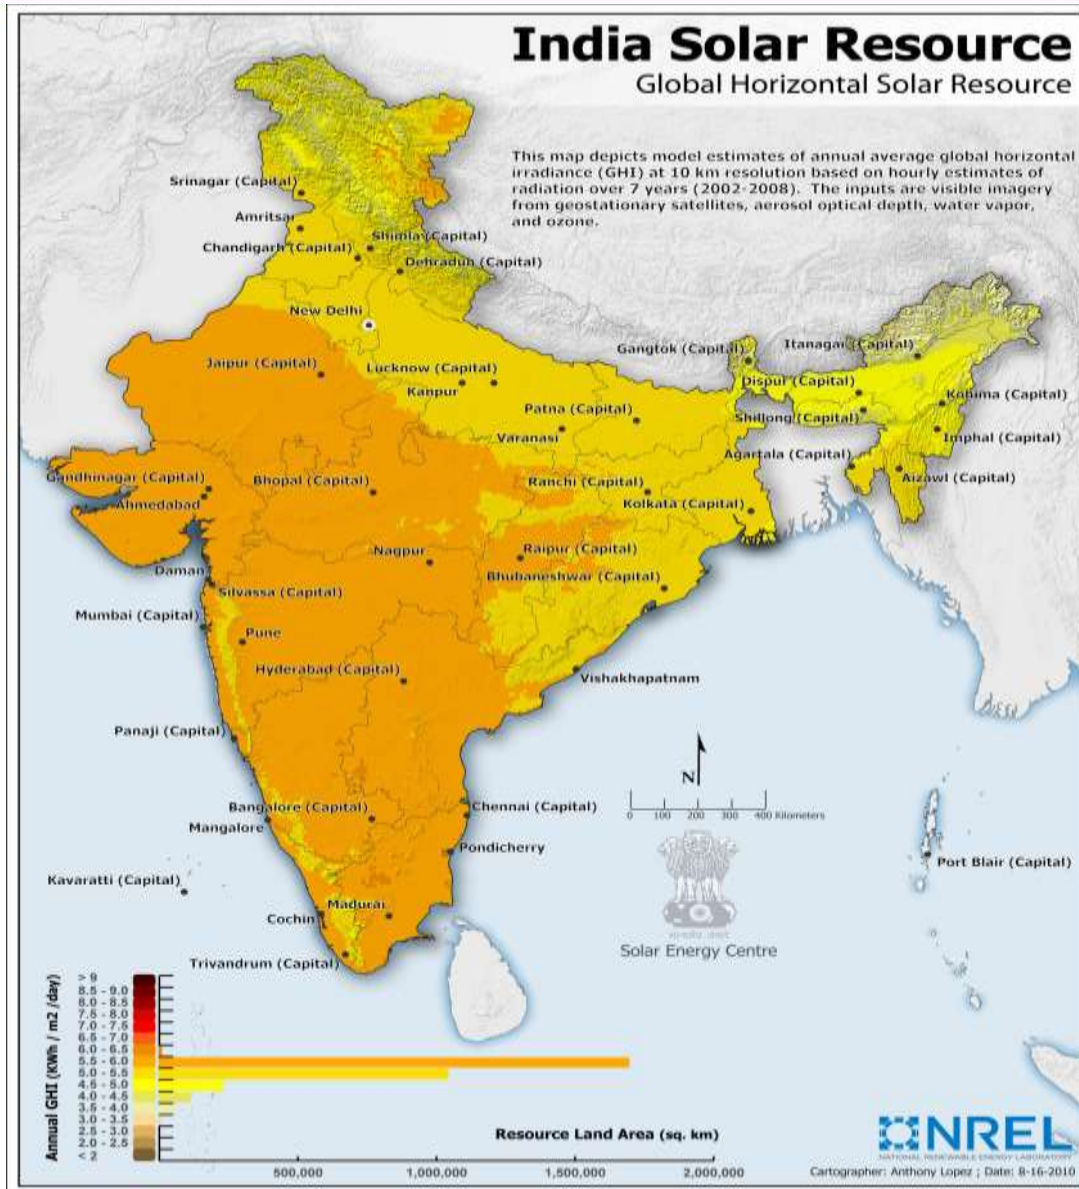 India Solar Resource
Global Horizontal Solar Resource
This map depicts model estimates of annual average global horizontal
irradiance (GHI) at 10 km resolution based on hourly estimates of
radiation over 7 years (2002-2008). The inputs are visible imagery
from geostationary satellites, aerosol optical depth, water vapor,
and ozone.
Srinagar (Capital)
Amritsar
Shimla (Capital)
Chandigarh (Capital)
Dehradun (Capital)
New Delhi
Gangtok (Capital)
Itanagar (Capital)
Jaipur (Capital)
Lucknow (Capital)
Kanpur
Dispur (Capital)
Kohima (Capital)
Patna (Capital)
Shillong (Capital)
Varanasi
Imphal (Capital)
Agartala (Capital)
Gandhinagar (Capital)
Bhopal (Capital)
Ranchi (Capital)
Aizawl (Capital)
Ahmedabad
Kolkata (Capital)
Nagpur
Raipur (Capital)
Daman
Bhubaneshwar (Capital)
Silvassa (Capital)
Mumbai (Capital)
Pune
Hyderabad (Capital)
Vishakhapatnam
Panaji (Capital)
N
Bangalore (Capital)
Chennai (Capital)
0 100 200 300 400 Kilometers
Mangalore
Pondicherry
Port Blair (Capital)
Kavaratti (Capital)
Madurai
Cochin
Solar Energy Centre
Trivandrum (Capital)
Annual GHI (KWh / m2 /day)
> 9
8.5 - 9.0
8.0 - 8.5
7.5 - 8.0
7.0 - 7.5
6.5 - 7.0
6.0 - 6.5
5.5 - 6.0
5.0 - 5.5
4.5 - 5.0
4.0 - 4.5
3.5 - 4.0
3.0 - 3.5
2.5 - 3.0
2.0 - 2.5
< 2
Resource Land Area (sq. km)
500,000 1,000,000 1,500,000 2,000,000
NREL
NATIONAL RENEWABLE ENERGY LABORATORY
Cartographer: Anthony Lopez ; Date: 8-16-2010